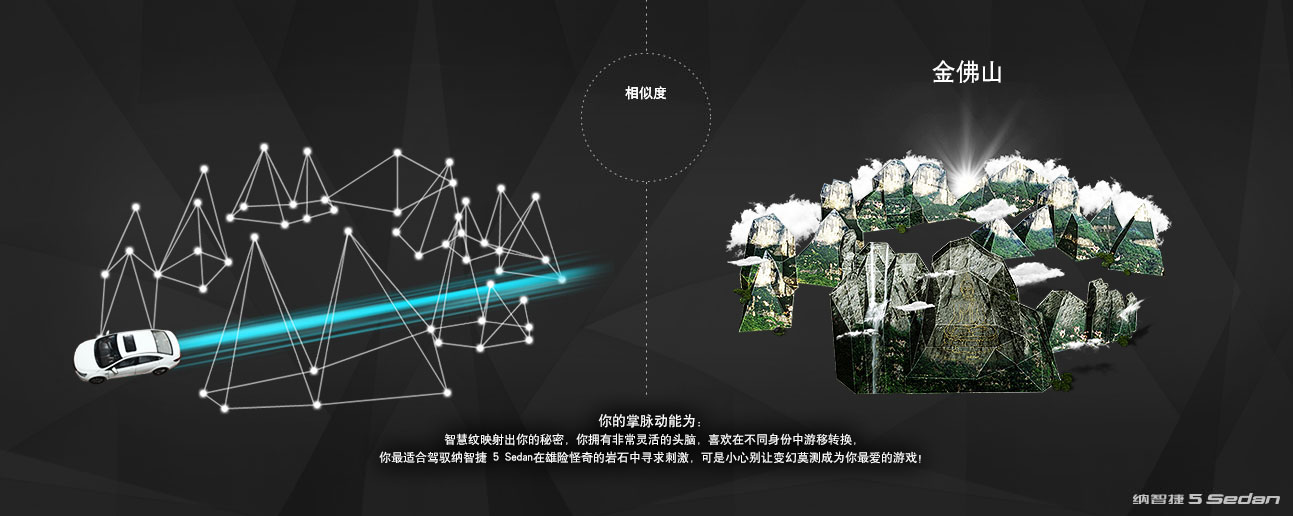 相似度
金佛山
你的掌脉动能为：
智慧纹映射出你的秘密，你拥有非常灵活的头脑，喜欢在不同身份中游移转换，
你最适合驾驭纳智捷 5 Sedan在雄险怪奇的岩石中寻求刺激，可是小心别让变幻莫测成为你最爱的游戏！
纳智捷 5 Sedan